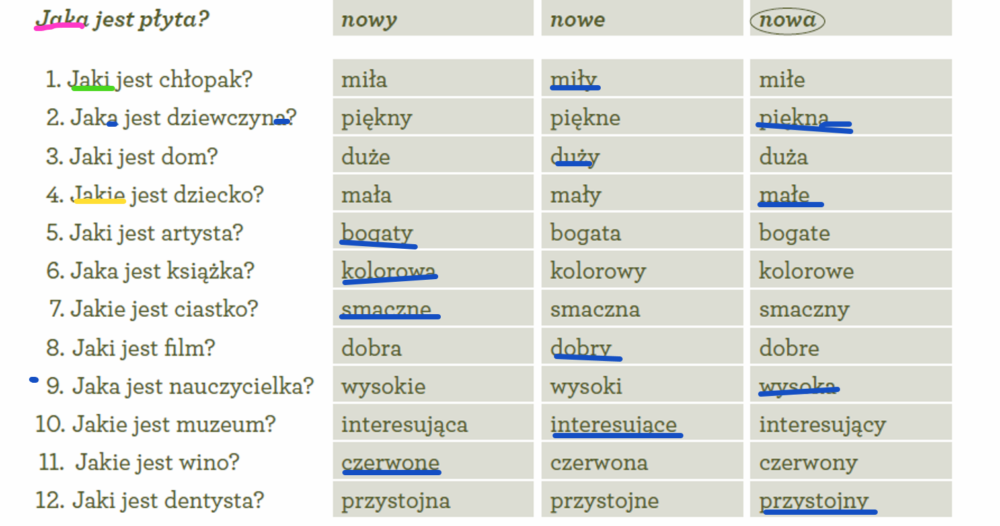 Jaka jest płyta? nowy nowe nowa
1. Jaki jest chłopak? miła miły miłe
2. Jaka jest dziewczyna? piękny piękne piękna
3. Jaki jest dom? duże duży duża
4. Jakie jest dziecko? mała mały małe
5. Jaki jest artysta? bogaty bogata bogate
6. Jaka jest książka? kolorowa kolorowy kolorowe
7. Jakie jest ciastko? smaczne smaczna smaczny
8. Jaki jest film? dobra dobry dobre
9. Jaka jest nauczycielka? wysokie wysoki wysoka
10. Jakie jest muzeum? interesująca interesujące interesujący
11. Jakie jest wino? czerwone czerwona czerwony
12. Jaki jest dentysta? przystojna przystojne przystojny